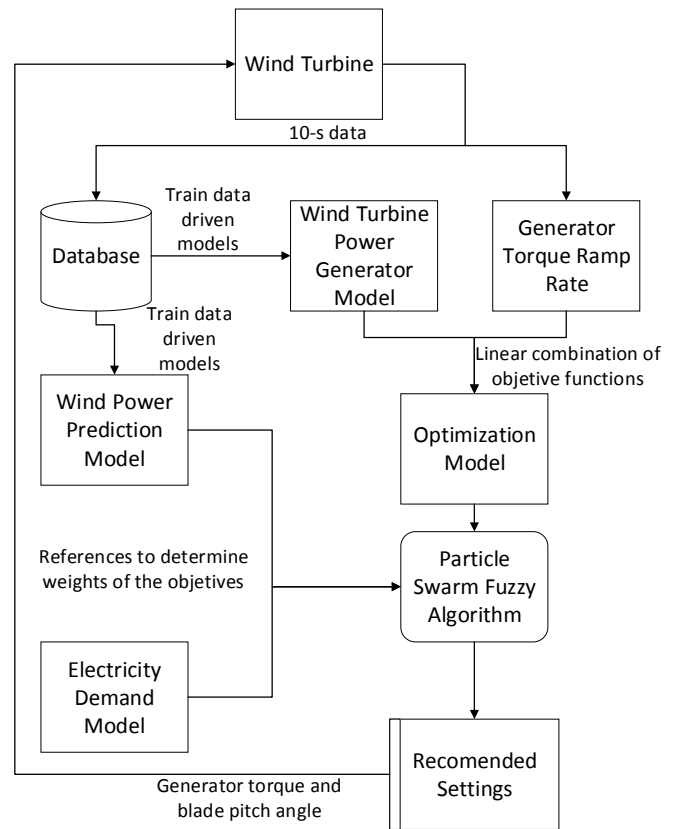 Wind Turbine
10-s data
Train data
driven
models
Database
Wind Turbine
Power
Generator
Model
Generator
Torque Ramp
Rate
Train data
driven
models
Linear combination of
objetive functions
Wind Power
Prediction
Model
Optimization
Model
References to determine
weights of the objetives
Particle
Swarm Fuzzy
Algorithm
Electricity
Demand
Model
Recomended
Settings
Generator torque and
blade pitch angle